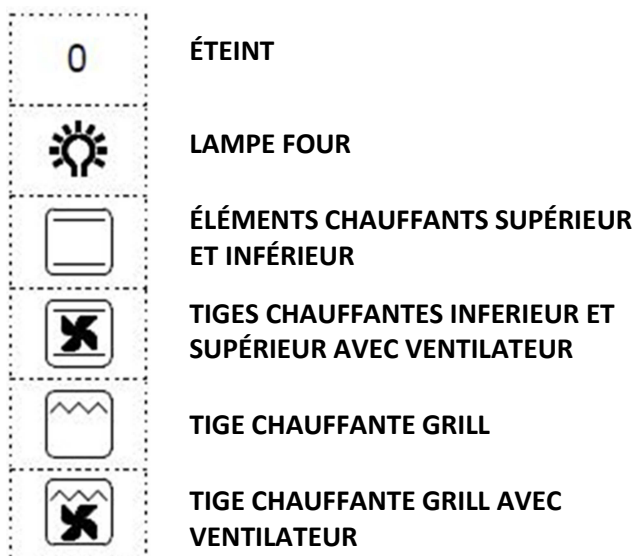 0
ÉTEINT
LAMPE FOUR
ÉLÉMENTS CHAUFFANTS SUPÉRIEUR
ET INFÉRIEUR
TIGES CHAUFFANTES INFERIEUR ET
SUPÉRIEUR AVEC VENTILATEUR
TIGE CHAUFFANTE GRILL
TIGE CHAUFFANTE GRILL AVEC
VENTILATEUR